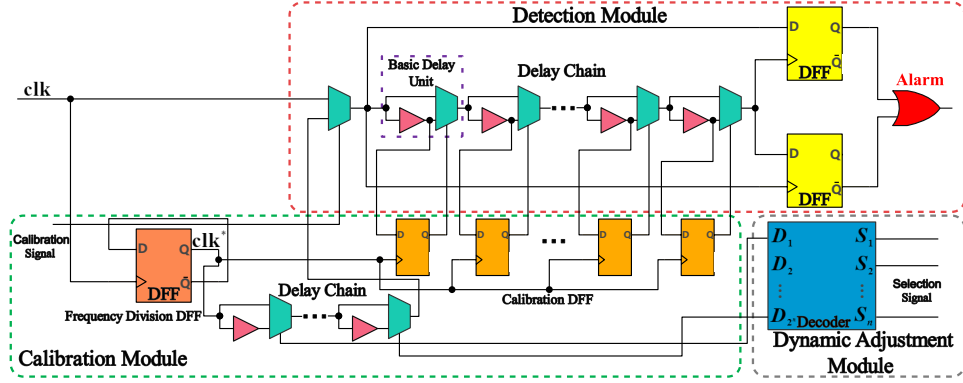 Detection Module
D Q
Q̄
DFF
Basic Delay
Unit
Delay Chain
Alarm
clk
D Q
Q̄
DFF
Calibration
Signal
D Q
clk*
Q̄
DFF
Frequency Division DFF
D Q
D Q
D Q
D Q
Calibration DFF
Delay Chain
Calibration Module
D1 S1
D2 S2
D2ⁿ Decoder Sn
Selection
Signal
Dynamic Adjustment
Module